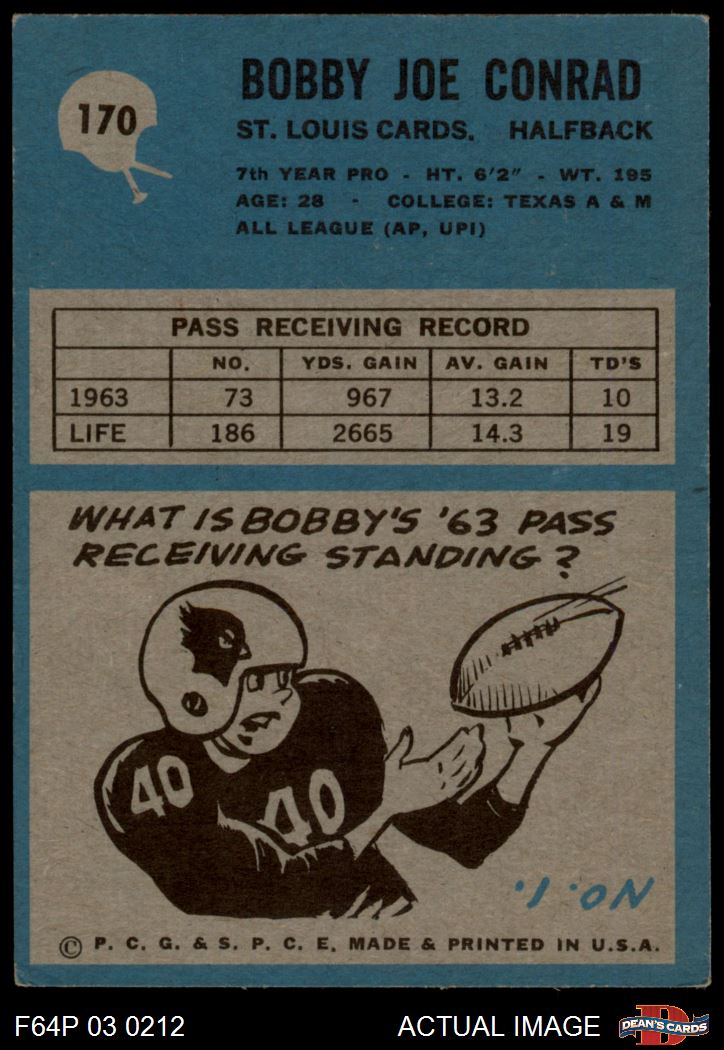 170
BOBBY JOE CONRAD
ST. LOUIS CARDS. HALFBACK
7th YEAR PRO - HT. 6'2" - WT. 195
AGE: 28 - COLLEGE: TEXAS A & M
ALL LEAGUE (AP, UPI)
PASS RECEIVING RECORD
NO. YDS. GAIN AV. GAIN TD'S
1963 73 967 13.2 10
LIFE 186 2665 14.3 19
WHAT IS BOBBY'S '63 PASS
RECEIVING STANDING?
40 40
NO. 1.
© P. C. G. & S. P. C. E. MADE & PRINTED IN U.S.A.
F64P 03 0212 ACTUAL IMAGE DEAN'S CARDS